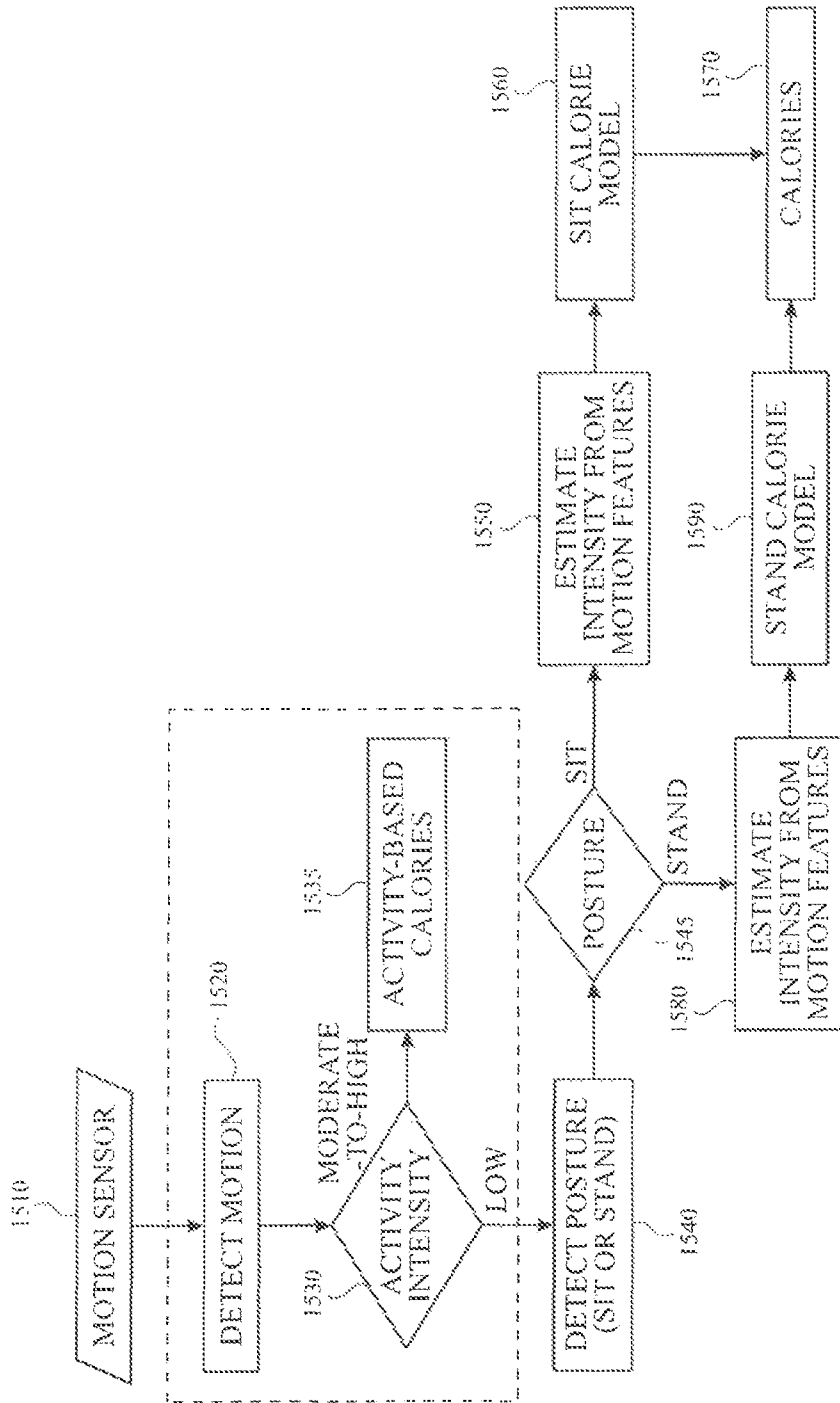 1510
MOTION SENSOR
1520
DETECT MOTION
1530
ACTIVITY
INTENSITY
MODERATE
-TO-HIGH
1535
ACTIVITY-BASED
CALORIES
LOW
DETECT POSTURE
(SIT OR STAND)
1540
POSTURE
1545
SIT
STAND
1550
ESTIMATE
INTENSITY FROM
MOTION FEATURES
1560
SIT CALORIE
MODEL
1580
ESTIMATE
INTENSITY FROM
MOTION FEATURES
1590
STAND CALORIE
MODEL
1570
CALORIES